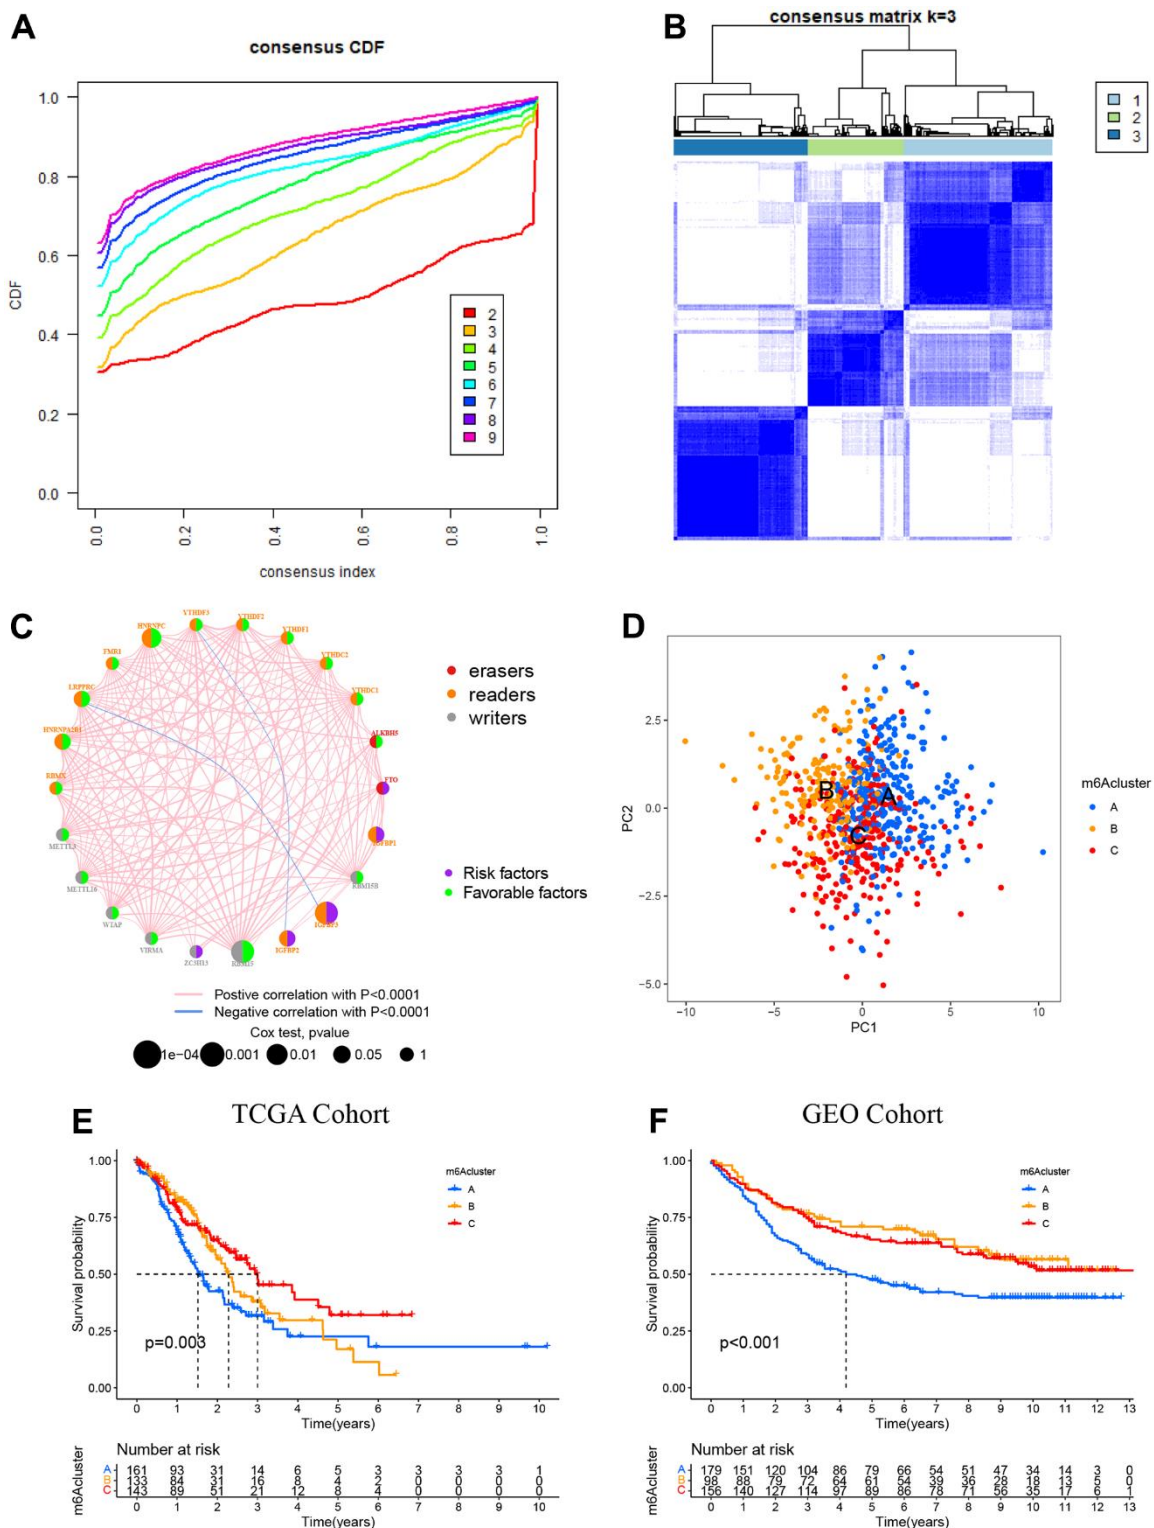 A
consensus CDF
1.0
0.8
0.6
0.4
0.2
0.0
CDF
2
3
4
5
6
7
8
9
0.0
0.2
0.4
0.6
0.8
1.0
consensus index
B
consensus matrix k=3
1
2
3
C
YTHDF3
YTHDF2
YTHDF1
YTHDC2
YTHDC1
ALKBH5
FTO
IGFBP1
RBM15B
IGFBP3
IGFBP2
RBM15
ZC3H13
VIRMA
WTAP
METTL16
METTL3
RBMX
HNRNPA2B1
LRPPRC
FMR1
HNRNPC
erasers
readers
writers
Risk factors
Favorable factors
Postive correlation with P<0.0001
Negative correlation with P<0.0001
Cox test, pvalue
1e−04 0.001 0.01 0.05 1
D
2.5
0.0
−2.5
−5.0
PC2
A
B
C
−10 −5 0 5 10
PC1
m6Acluster
A
B
C
E
TCGA Cohort
m6Acluster
A
B
C
1.00
0.75
0.50
0.25
0.00
Survival probability
p=0.003
0 1 2 3 4 5 6 7 8 9 10
Time(years)
Number at risk
m6Acluster
A 161 93 31 14 6 5 3 3 3 3 1
B 133 84 31 16 8 4 2 0 0 0 0
C 143 89 51 21 12 8 4 0 0 0 0
0 1 2 3 4 5 6 7 8 9 10
Time(years)
F
GEO Cohort
m6Acluster
A
B
C
1.00
0.75
0.50
0.25
0.00
Survival probability
p<0.001
0 1 2 3 4 5 6 7 8 9 10 11 12 13
Time(years)
Number at risk
m6Acluster
A 179 151 120 104 86 79 66 54 51 47 34 14 3 0
B 98 88 79 72 64 61 54 39 36 28 18 13 5 0
C 156 140 127 114 97 89 86 78 71 56 35 17 6 1
0 1 2 3 4 5 6 7 8 9 10 11 12 13
Time(years)